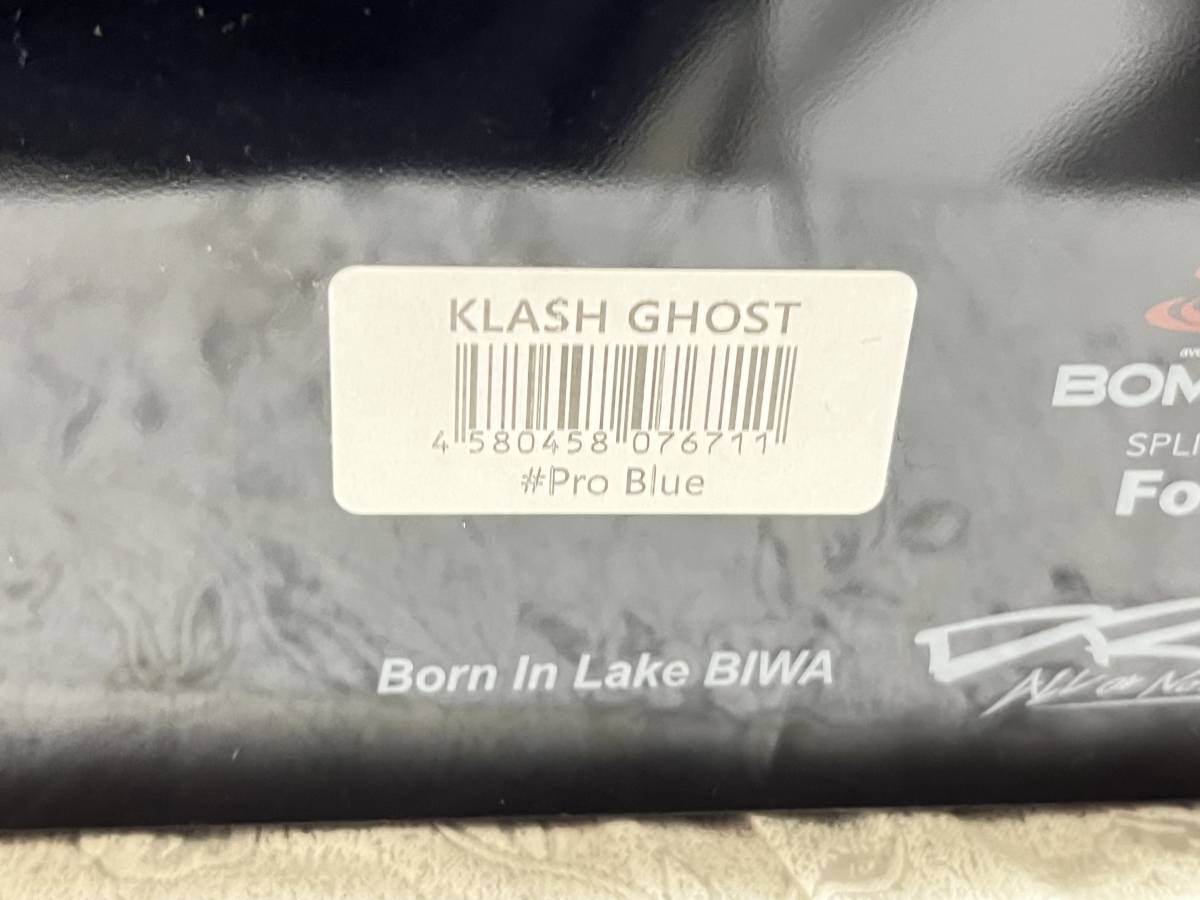 KLASH GHOST
4 580458 076711
#Pro Blue
Born In Lake BIWA